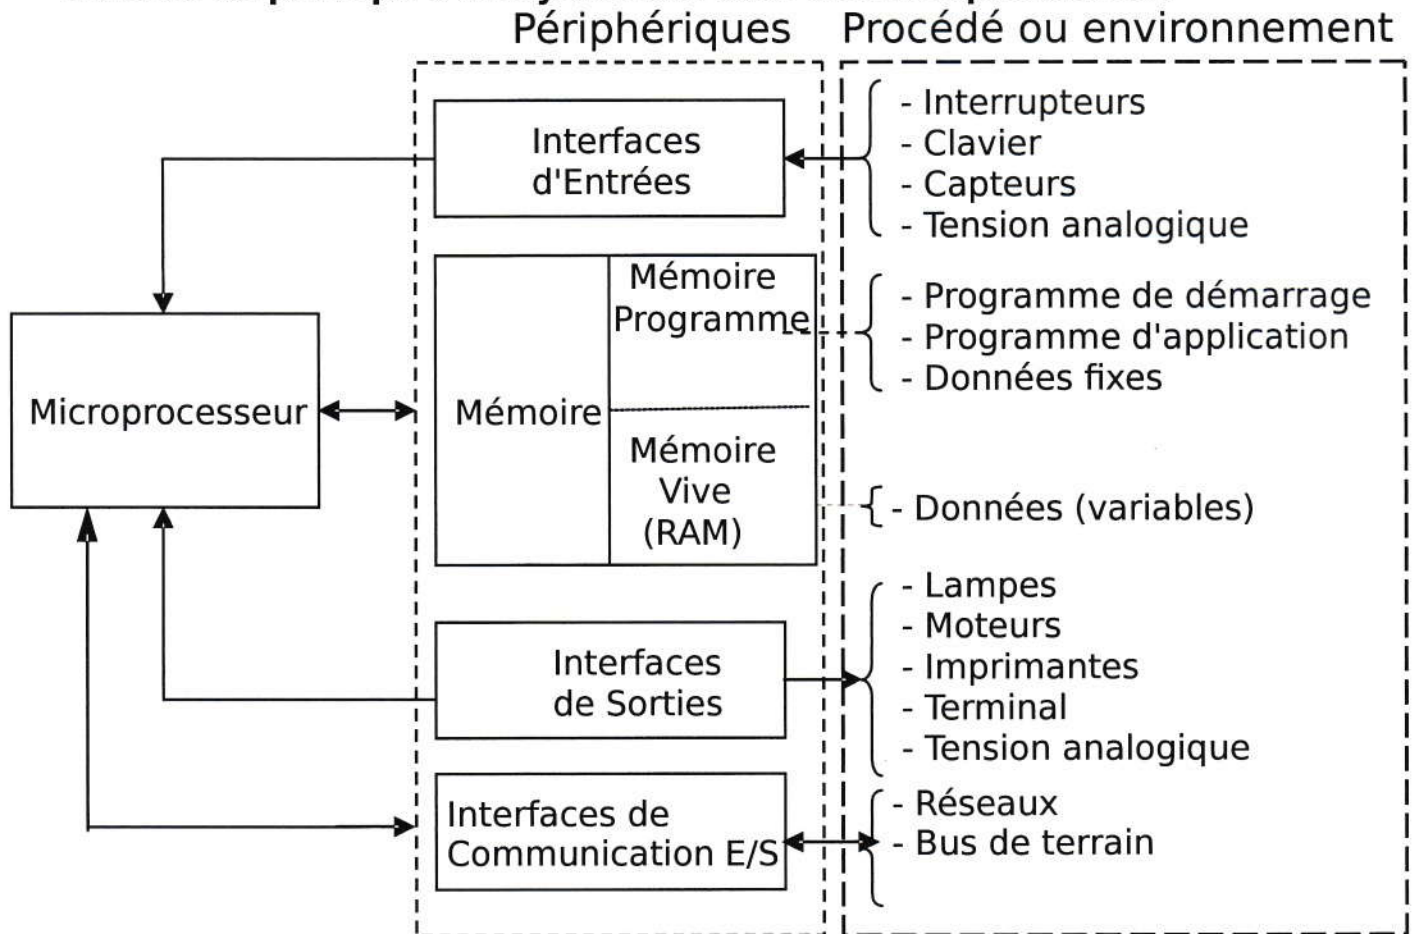 Périphériques
Procédé ou environnement
Interfaces
d'Entrées
- Interrupteurs
- Clavier
- Capteurs
- Tension analogique
Microprocesseur
Mémoire
Mémoire
Programme
- Programme de démarrage
- Programme d'application
- Données fixes
Mémoire
Vive
(RAM)
- Données (variables)
Interfaces
de Sorties
- Lampes
- Moteurs
- Imprimantes
- Terminal
- Tension analogique
Interfaces de
Communication E/S
- Réseaux
- Bus de terrain